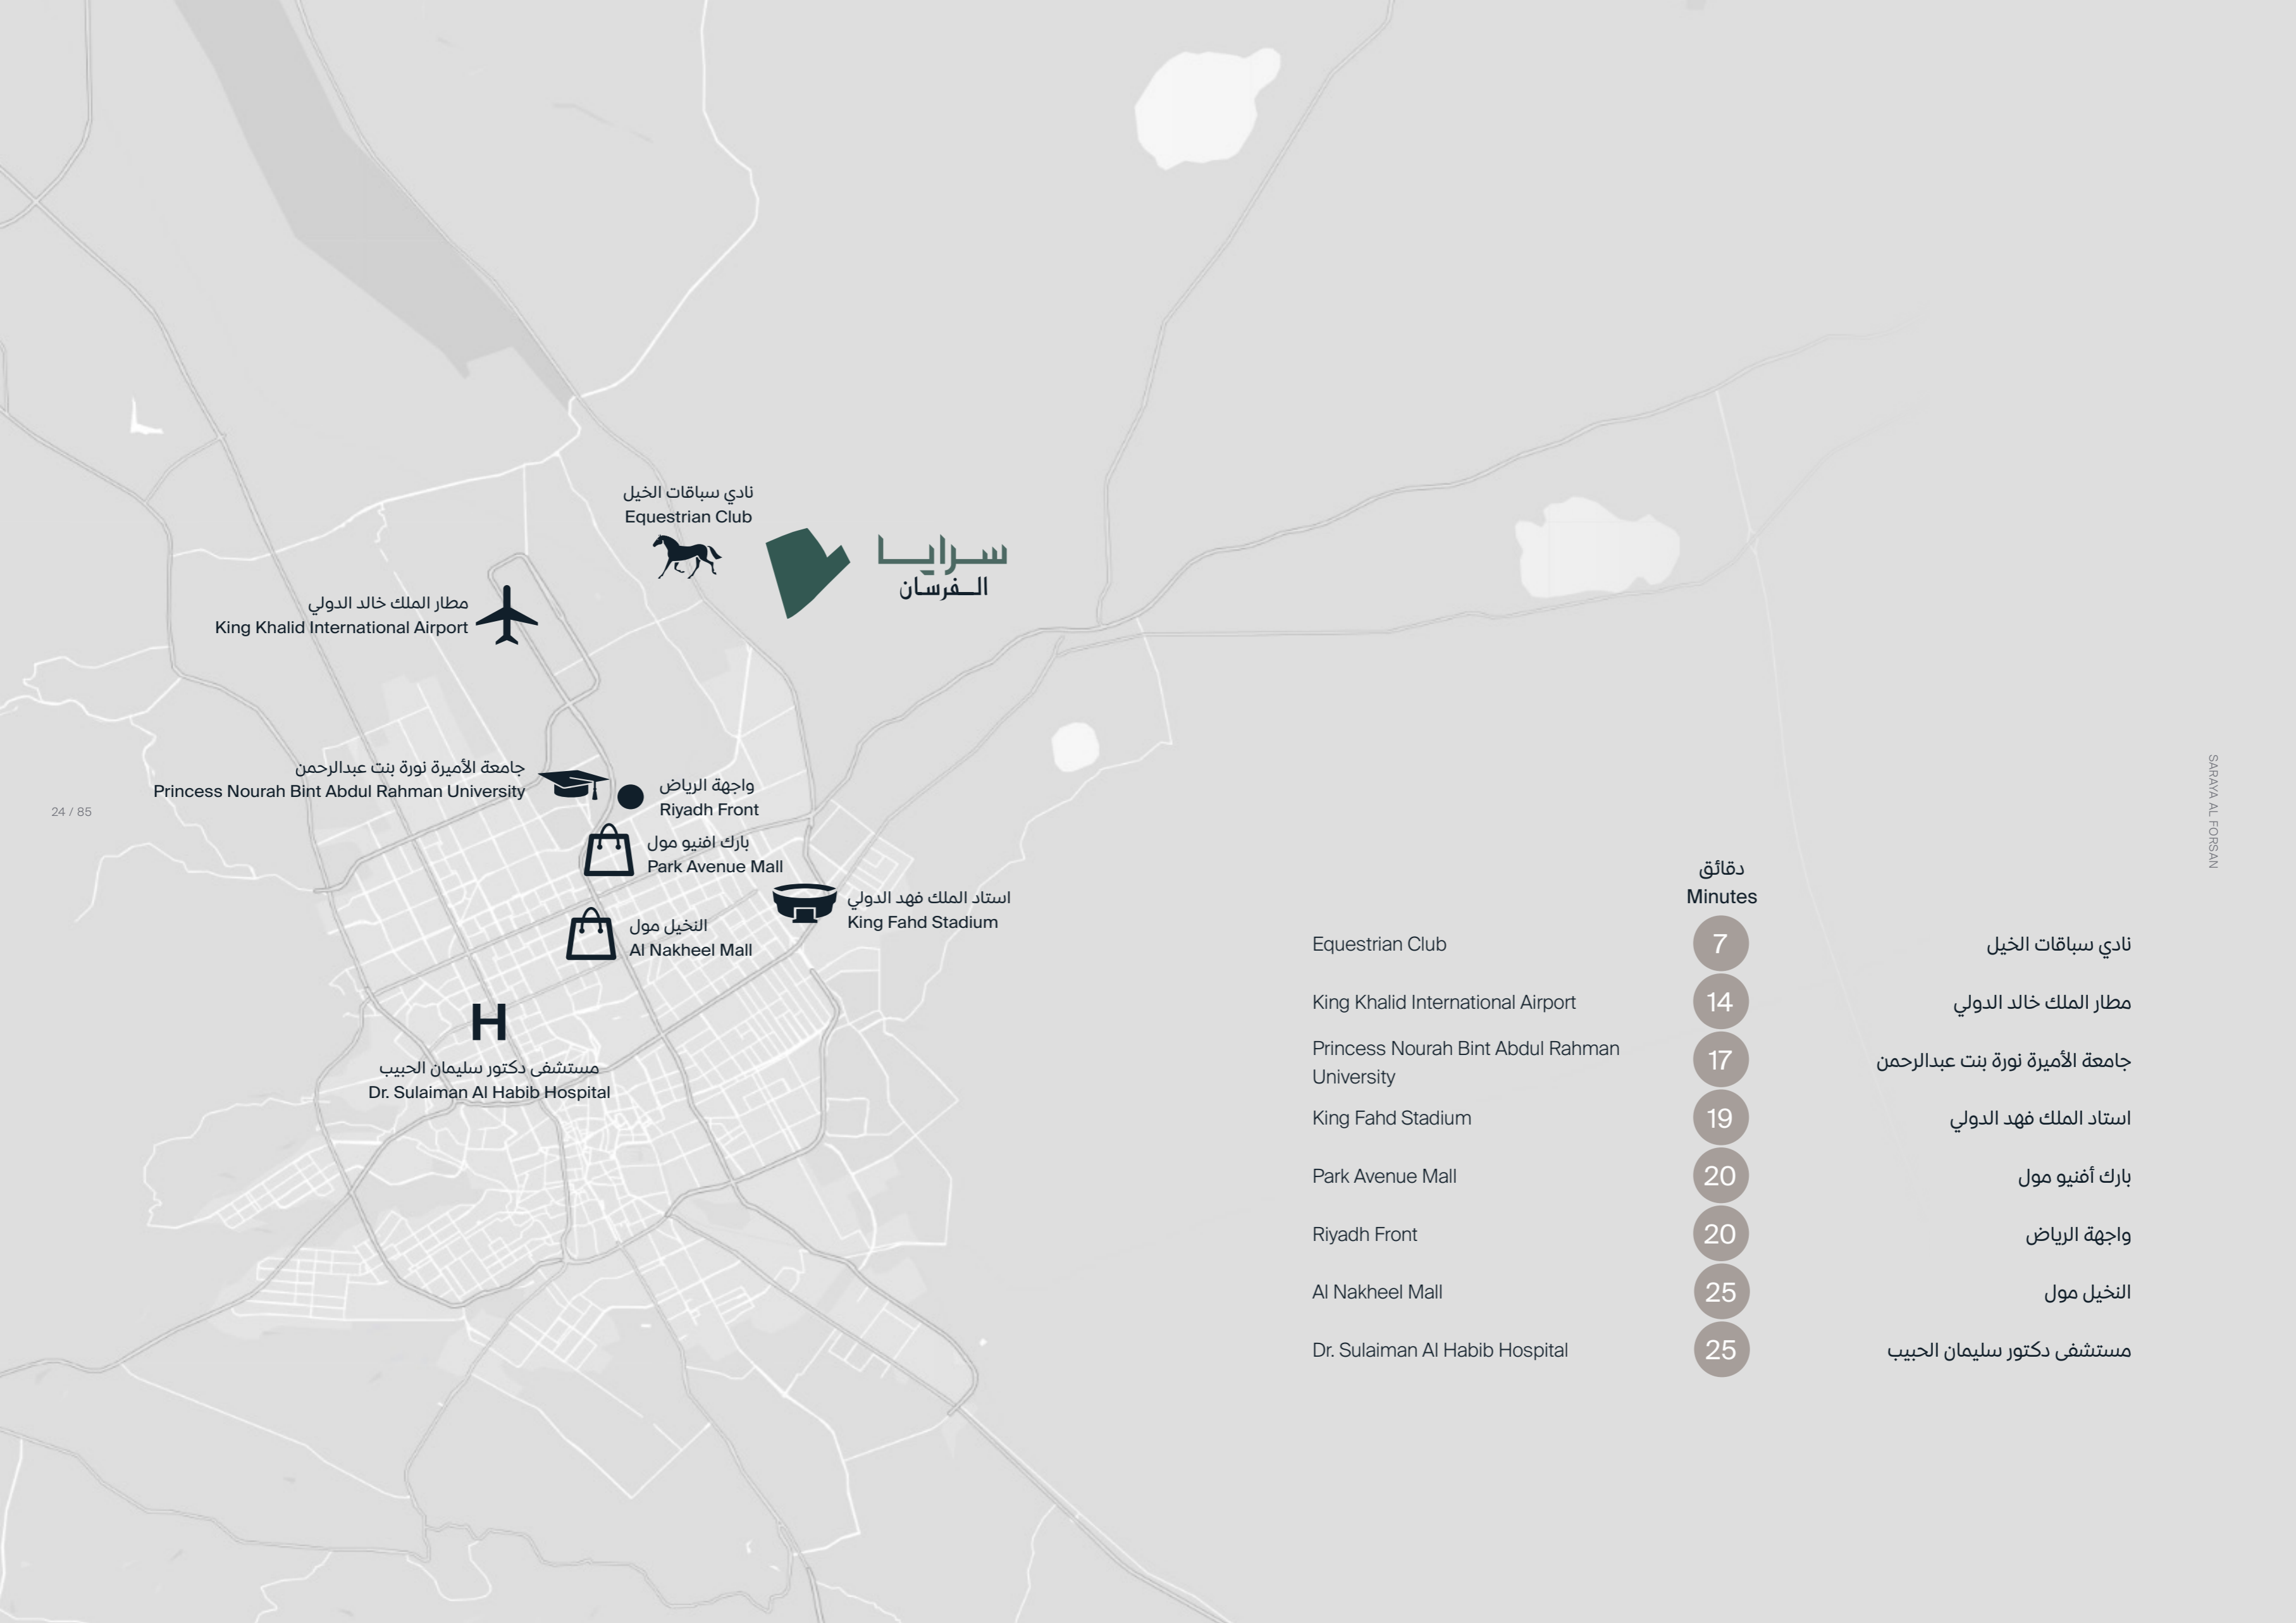 نادي سباقات الخيل
Equestrian Club
سرايا
الفرسان
مطار الملك خالد الدولي
King Khalid International Airport
جامعة الأميرة نورة بنت عبدالرحمن
Princess Nourah Bint Abdul Rahman University
واجهة الرياض
Riyadh Front
24 / 85
بارك افنيو مول
Park Avenue Mall
استاد الملك فهد الدولي
King Fahd Stadium
النخيل مول
Al Nakheel Mall
H
مستشفى دكتور سليمان الحبيب
Dr. Sulaiman Al Habib Hospital
SARAYA AL FORSAN
دقائق
Minutes
Equestrian Club 7 نادي سباقات الخيل
King Khalid International Airport 14 مطار الملك خالد الدولي
Princess Nourah Bint Abdul Rahman
University 17 جامعة الأميرة نورة بنت عبدالرحمن
King Fahd Stadium 19 استاد الملك فهد الدولي
Park Avenue Mall 20 بارك أفنيو مول
Riyadh Front 20 واجهة الرياض
Al Nakheel Mall 25 النخيل مول
Dr. Sulaiman Al Habib Hospital 25 مستشفى دكتور سليمان الحبيب